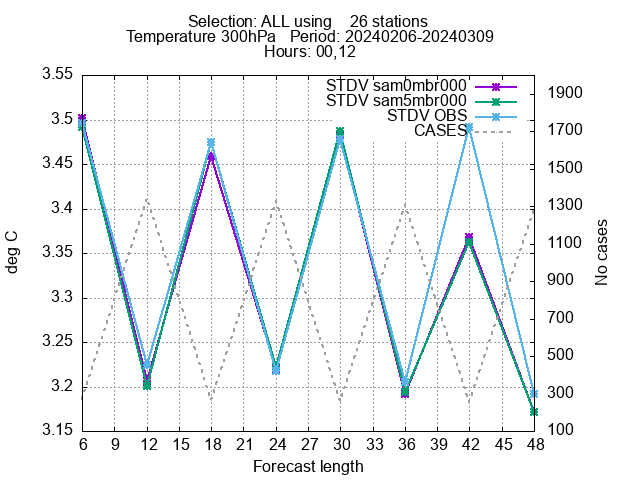 Selection: ALL using    26 stations
Temperature 300hPa   Period: 20240206-20240309
Hours: 00,12
3.55
3.5
3.45
3.4
3.35
3.3
3.25
3.2
3.15
deg C
STDV sam0mbr000
STDV sam5mbr000
STDV OBS
CASES
1900
1700
1500
1300
1100
900
700
500
300
100
No cases
6 9 12 15 18 21 24 27 30 33 36 39 42 45 48
Forecast length